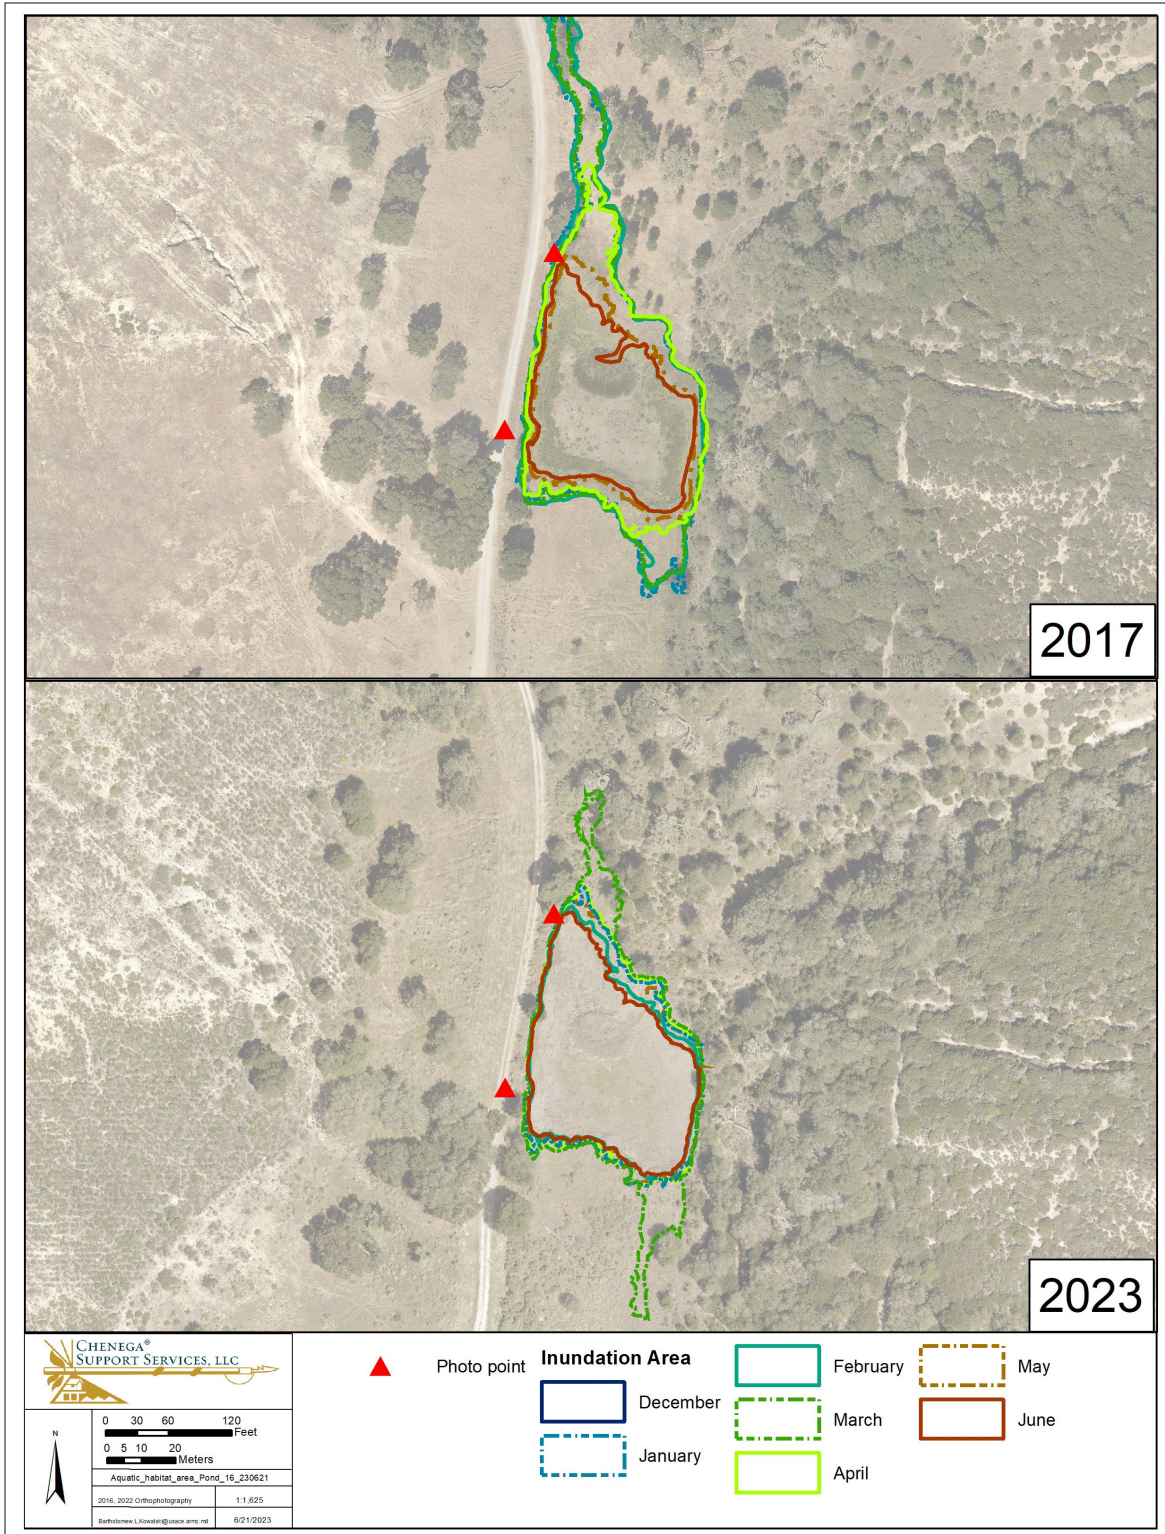 2017
2023
CHENEGA®
SUPPORT SERVICES, LLC
N
0 30 60 120
Feet
0 5 10 20
Meters
Aquatic_habitat_area_Pond_16_230621
2016, 2022 Orthophotography
1:1,625
Bartholomew.L.Kowalski@usace.army.mil
6/21/2023
Photo point
Inundation Area
December
January
February
March
April
May
June